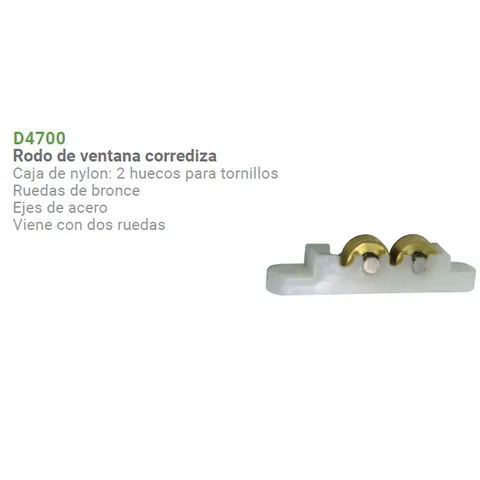 D4700
Rodo de ventana corrediza
Caja de nylon: 2 huecos para tornillos
Ruedas de bronce
Ejes de acero
Viene con dos ruedas